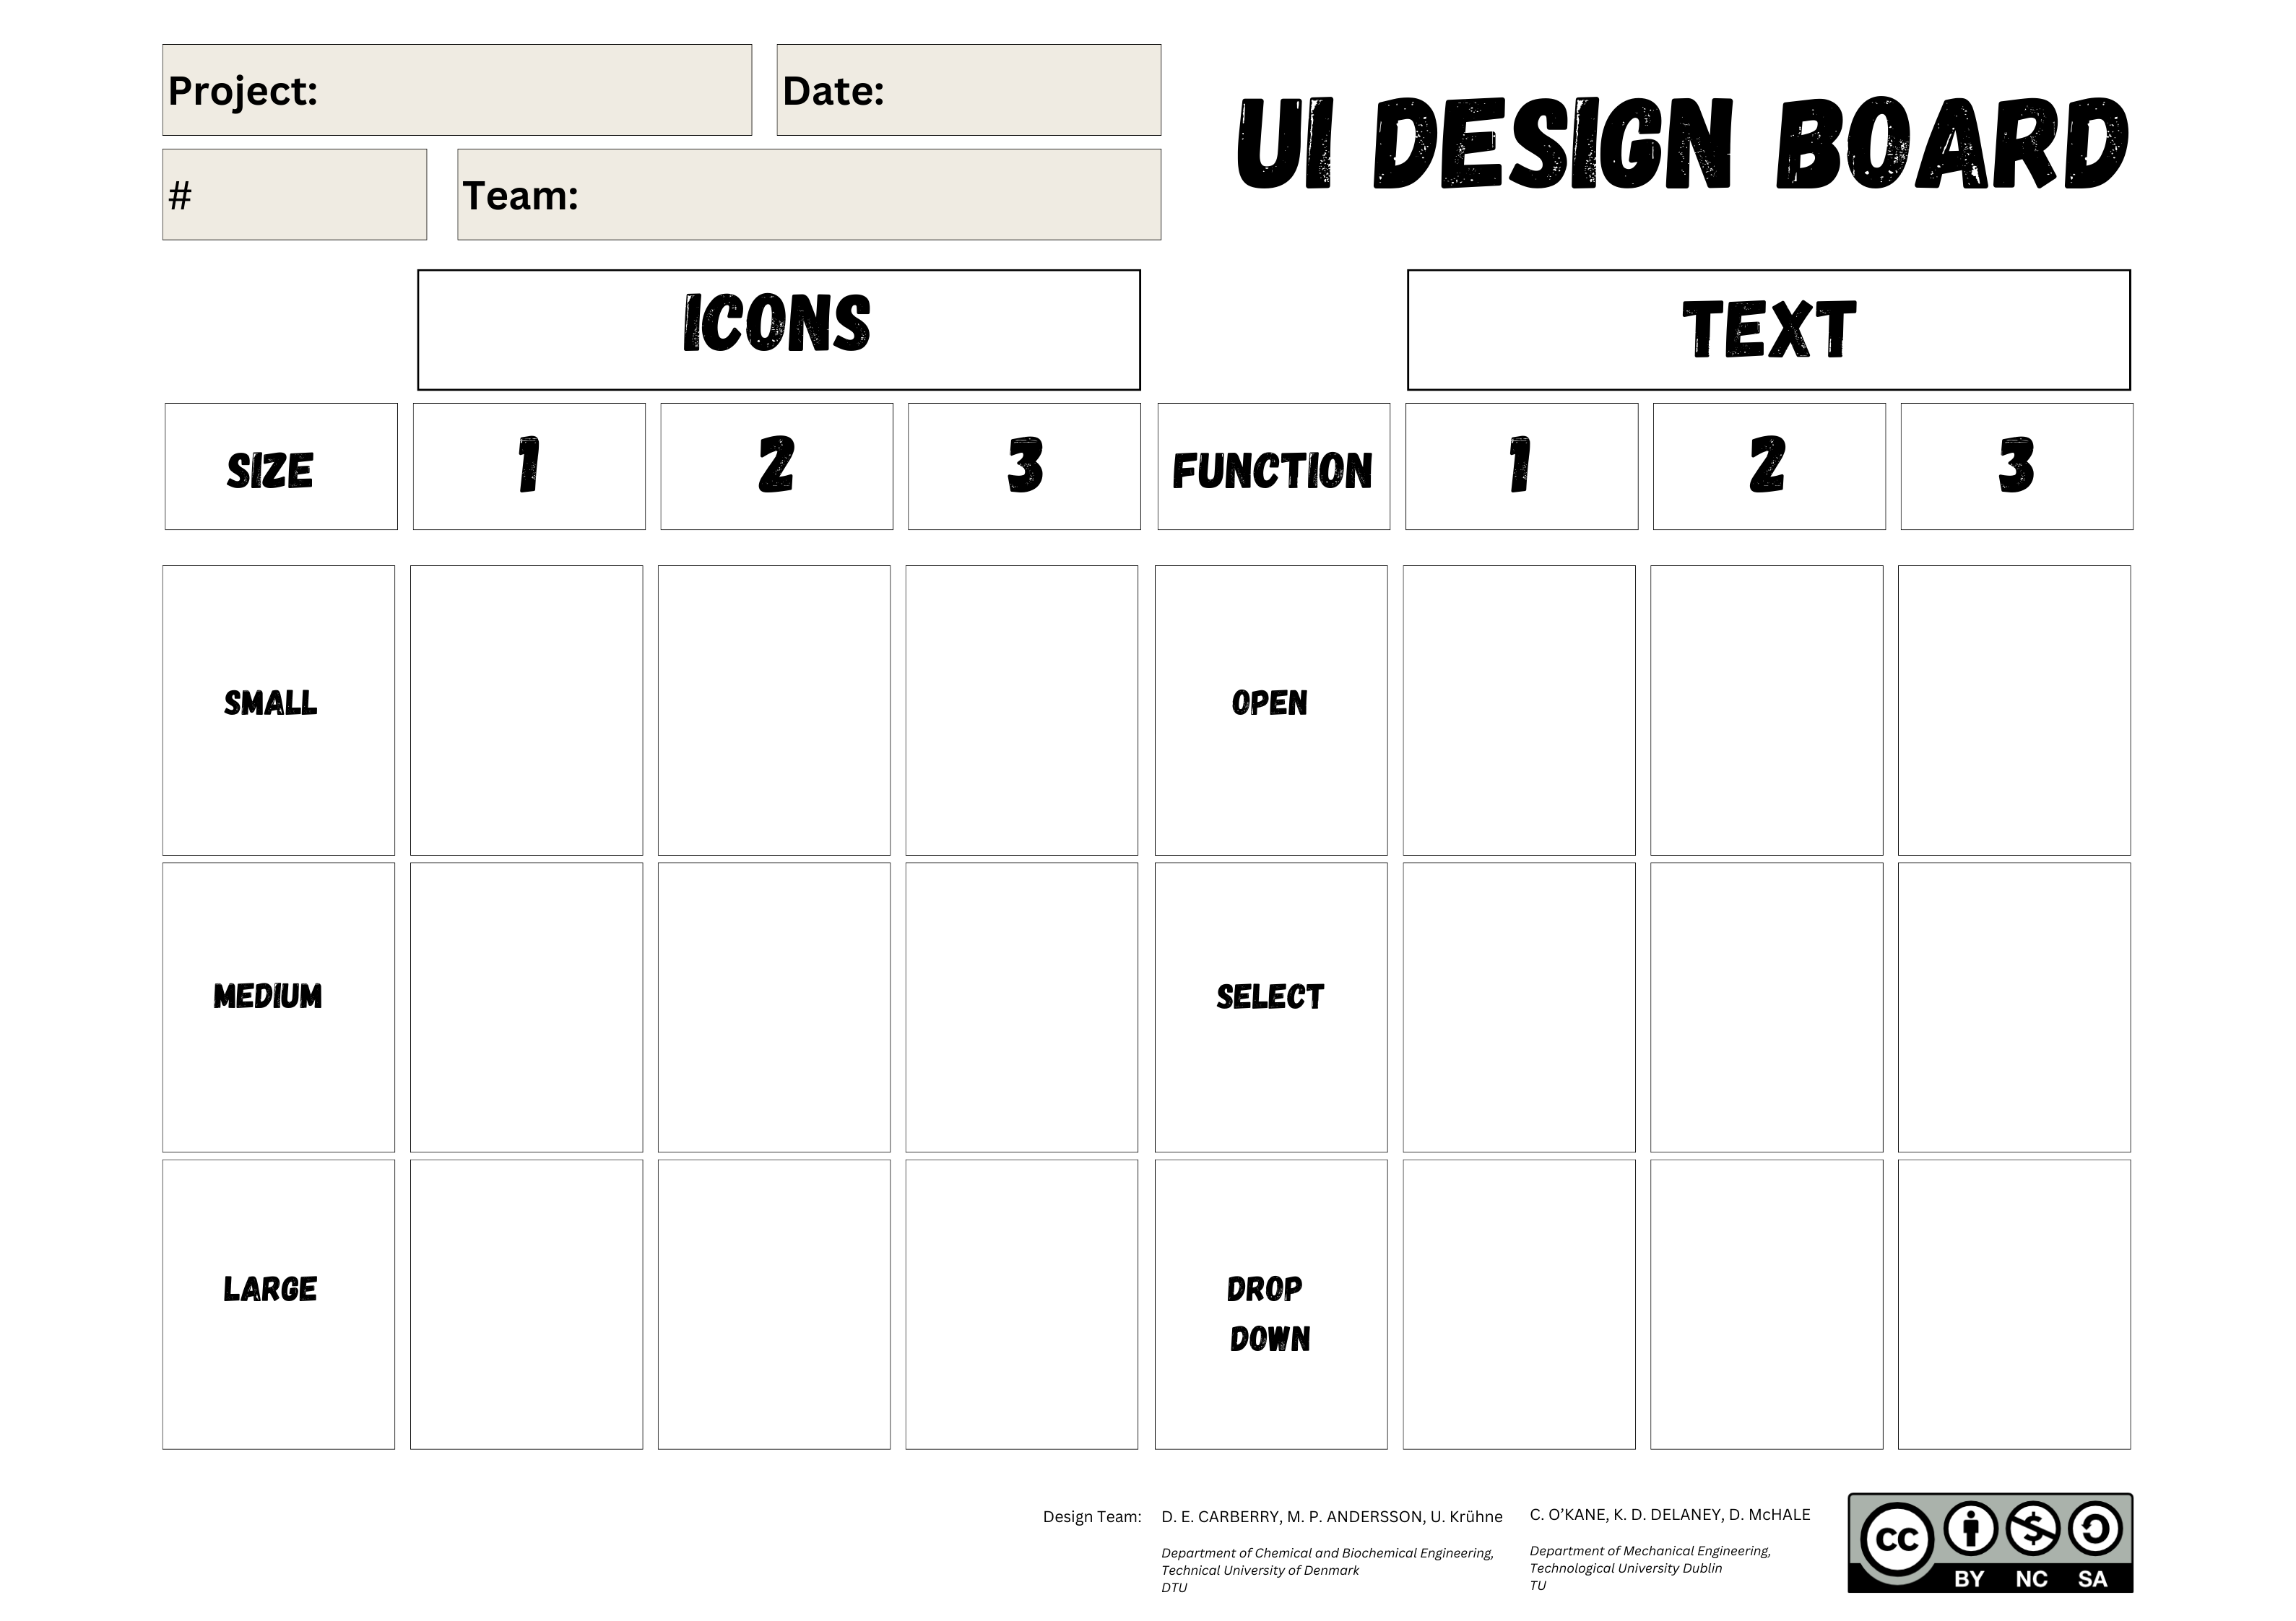 Project:
Date:
UI DESIGN BOARD
#
Team:
ICONS
TEXT
SIZE
1
2
3
FUNCTION
1
2
3
SMALL
OPEN
MEDIUM
SELECT
LARGE
DROP
DOWN
Design Team:
D. E. CARBERRY, M. P. ANDERSSON, U. Krühne
Department of Chemical and Biochemical Engineering,
Technical University of Denmark
DTU
C. O’KANE, K. D. DELANEY, D. McHALE
Department of Mechanical Engineering,
Technological University Dublin
TU
CC
BY NC SA